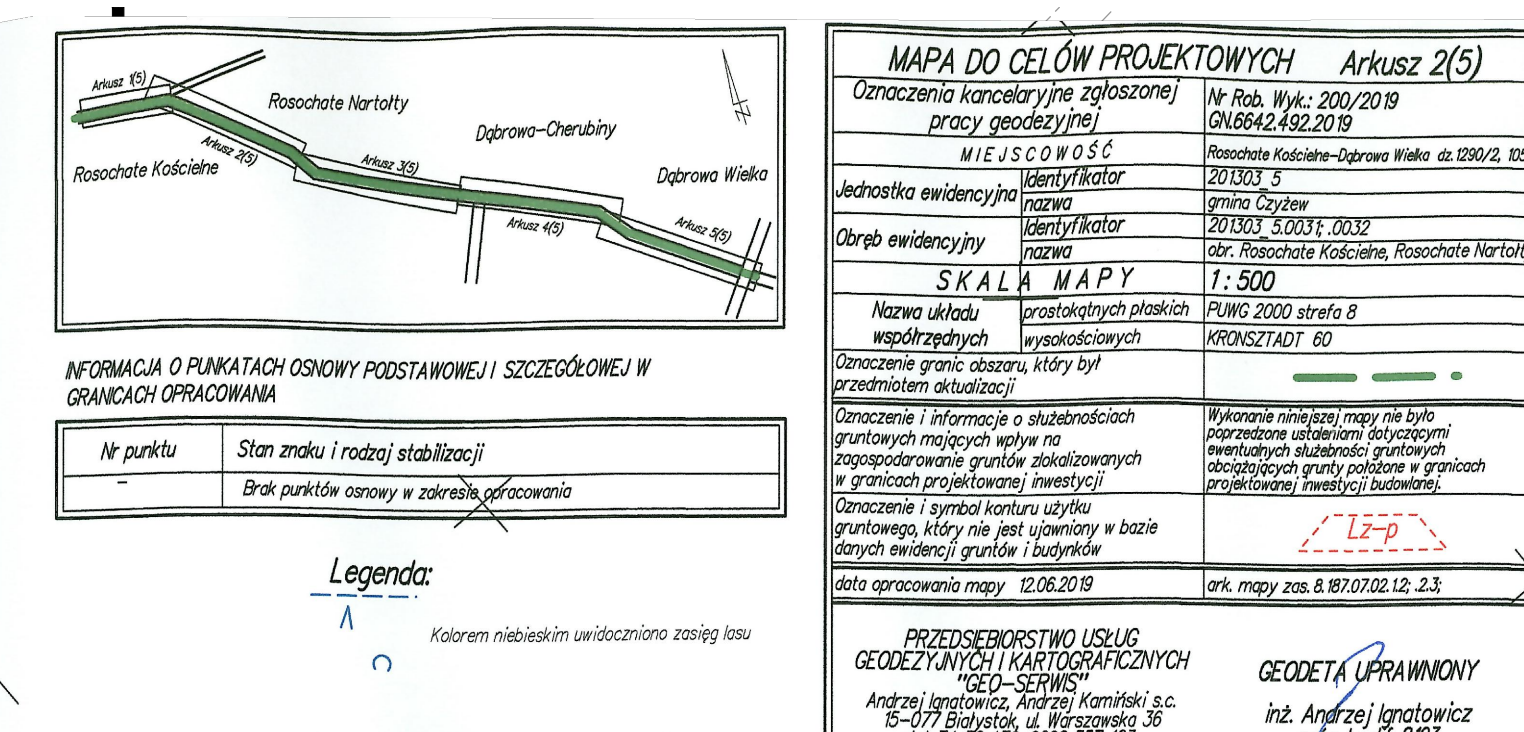 Arkusz 1(5)
Rosochate Nartołty
Dąbrowa-Cherubiny
Arkusz 2(5)
Arkusz 3(5)
Rosochate Kościelne
Dąbrowa Wielka
Arkusz 4(5)
Arkusz 5(5)
N
INFORMACJA O PUNKATACH OSNOWY PODSTAWOWEJ I SZCZEGÓŁOWEJ W
GRANICACH OPRACOWANIA
Nr punktu Stan znaku i rodzaj stabilizacji
- Brak punktów osnowy w zakresie opracowania
Legenda:
Kolorem niebieskim uwidoczniono zasięg lasu
MAPA DO CELÓW PROJEKTOWYCH Arkusz 2(5)
Oznaczenia kancelaryjne zgłoszonej
pracy geodezyjnej
Nr Rob. Wyk.: 200/2019
GN.6642.492.2019
MIEJSCOWOŚĆ Rosochate Kościelne-Dąbrowa Wielka dz. 1290/2, 105
Jednostka ewidencyjna
Identyfikator 201303_5
nazwa gmina Czyżew
Obręb ewidencyjny
Identyfikator 201303_5.0031; .0032
nazwa obr. Rosochate Kościelne, Rosochate Nartołt
SKALA MAPY 1:500
Nazwa układu
współrzędnych
prostokątnych płaskich PUWG 2000 strefa 8
wysokościowych KRONSZTADT 60
Oznaczenie granic obszaru, który był
przedmiotem aktualizacji
Oznaczenie i informacje o służebnościach
gruntowych mających wpływ na
zagospodarowanie gruntów zlokalizowanych
w granicach projektowanej inwestycji
Wykonanie niniejszej mapy nie było
poprzedzone ustaleniami dotyczącymi
ewentualnych służebności gruntowych
obciążających grunty położone w granicach
projektowanej inwestycji budowlanej.
Oznaczenie i symbol konturu użytku
gruntowego, który nie jest ujawniony w bazie
danych ewidencji gruntów i budynków
Lz-p
data opracowania mapy 12.06.2019
ark. mapy zas. 8.187.07.02.1.2; .2.3;
PRZEDSIĘBIORSTWO USŁUG
GEODEZYJNYCH I KARTOGRAFICZNYCH
"GEO-SERWIS"
Andrzej Ignatowicz, Andrzej Kamiński s.c.
15-077 Białystok, ul. Warszawska 36
GEODETA UPRAWNIONY
inż. Andrzej Ignatowicz